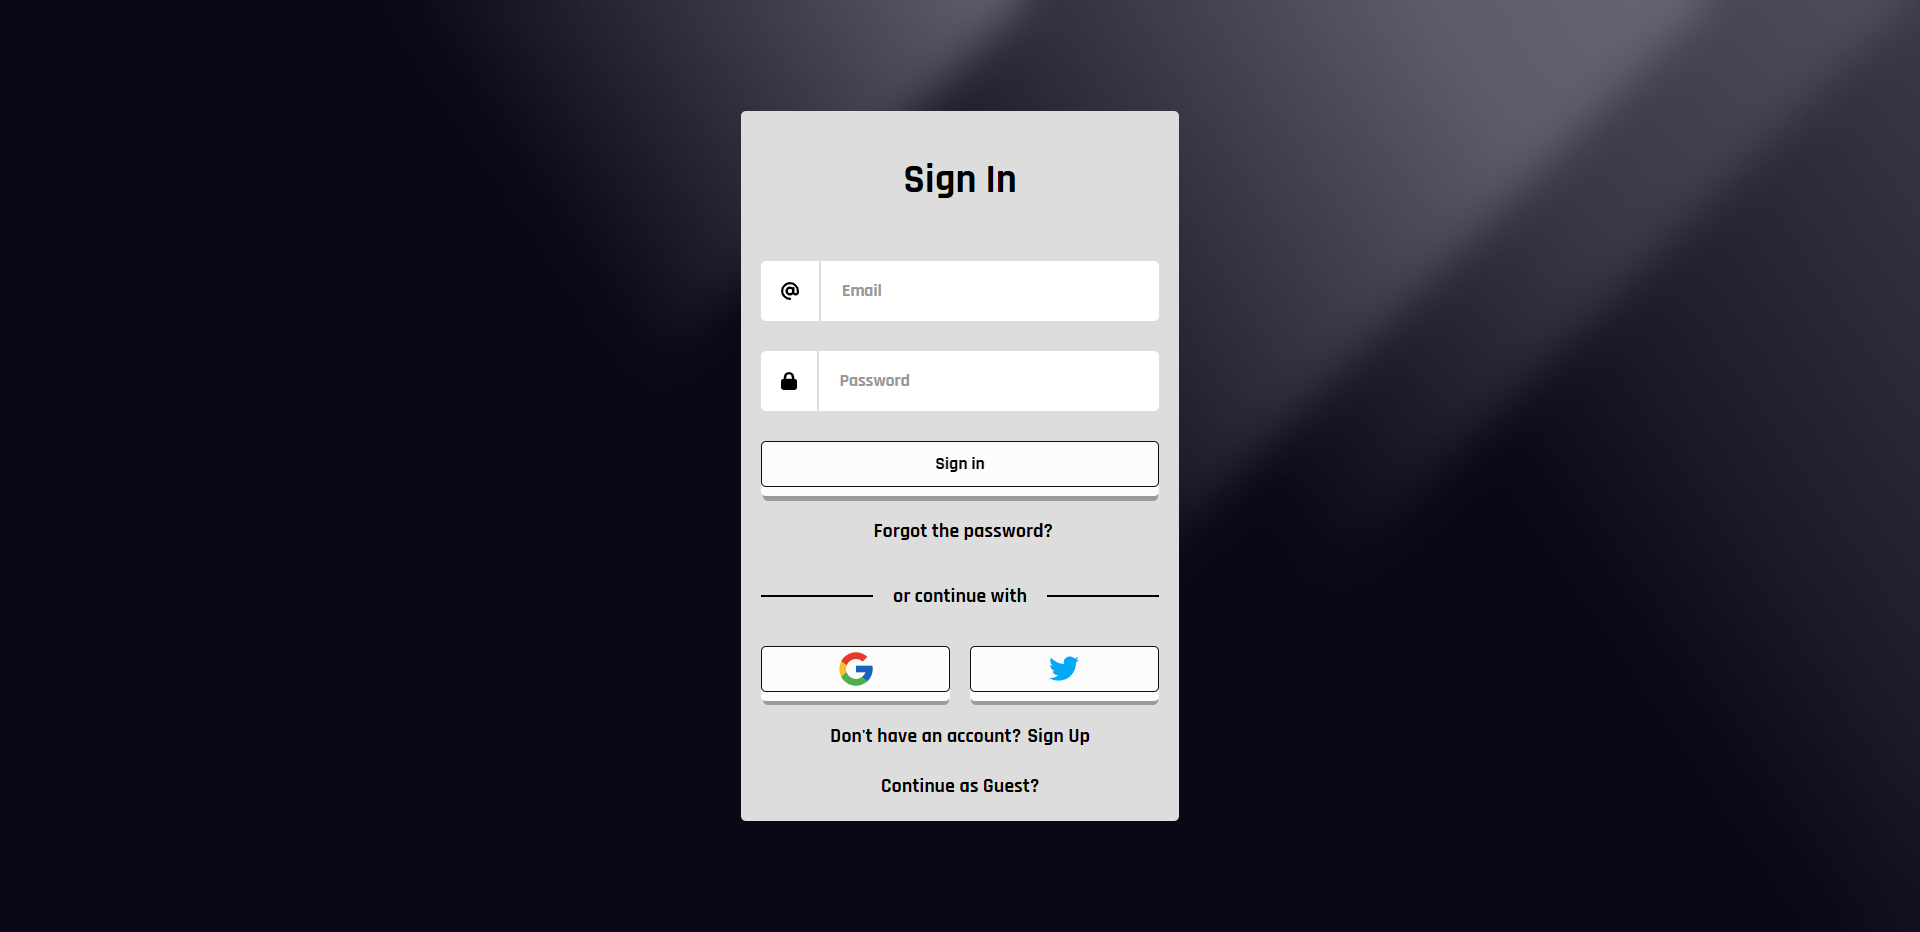 Sign In
Email
Password
Sign in
Forgot the password?
or continue with
Don't have an account? Sign Up
Continue as Guest?